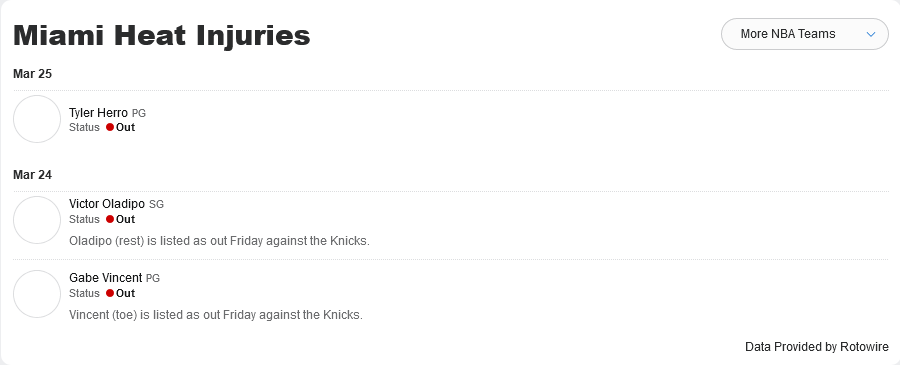 Miami Heat Injuries
More NBA Teams
Mar 25
Tyler Herro PG
Status Out
Mar 24
Victor Oladipo SG
Status Out
Oladipo (rest) is listed as out Friday against the Knicks.
Gabe Vincent PG
Status Out
Vincent (toe) is listed as out Friday against the Knicks.
Data Provided by Rotowire